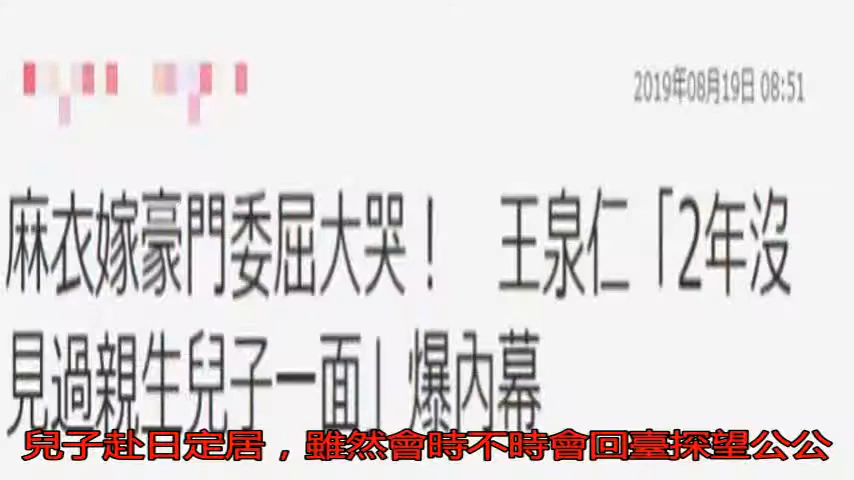 2019年08月19日 08:51
麻衣嫁豪門委屈大哭！ 王泉仁「2年沒
見過親生兒子一面」爆內幕
兒子赴日定居，雖然會時不時會回臺探望公公